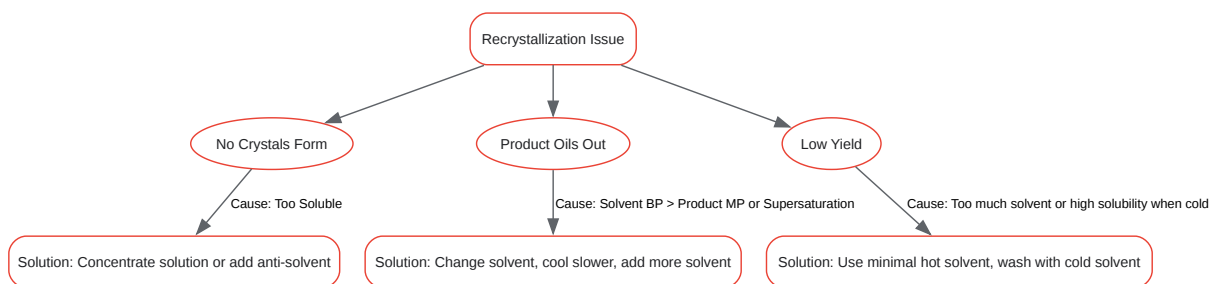 Recrystallization Issue
No Crystals Form
Product Oils Out
Low Yield
Cause: Too Soluble
Cause: Solvent BP > Product MP or Supersaturation
Cause: Too much solvent or high solubility when cold
Solution: Concentrate solution or add anti-solvent
Solution: Change solvent, cool slower, add more solvent
Solution: Use minimal hot solvent, wash with cold solvent